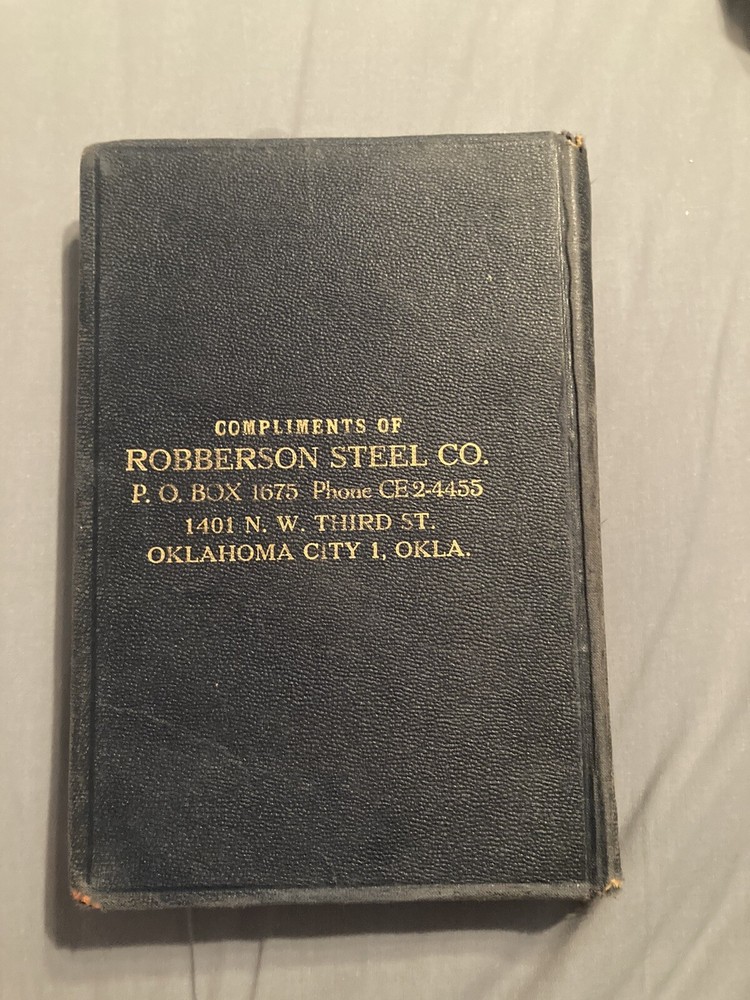 COMPLIMENTS OF
ROBBERSON STEEL CO.
P. O. BOX 1675 Phone CE 2-4455
1401 N. W. THIRD ST.
OKLAHOMA CITY 1, OKLA.